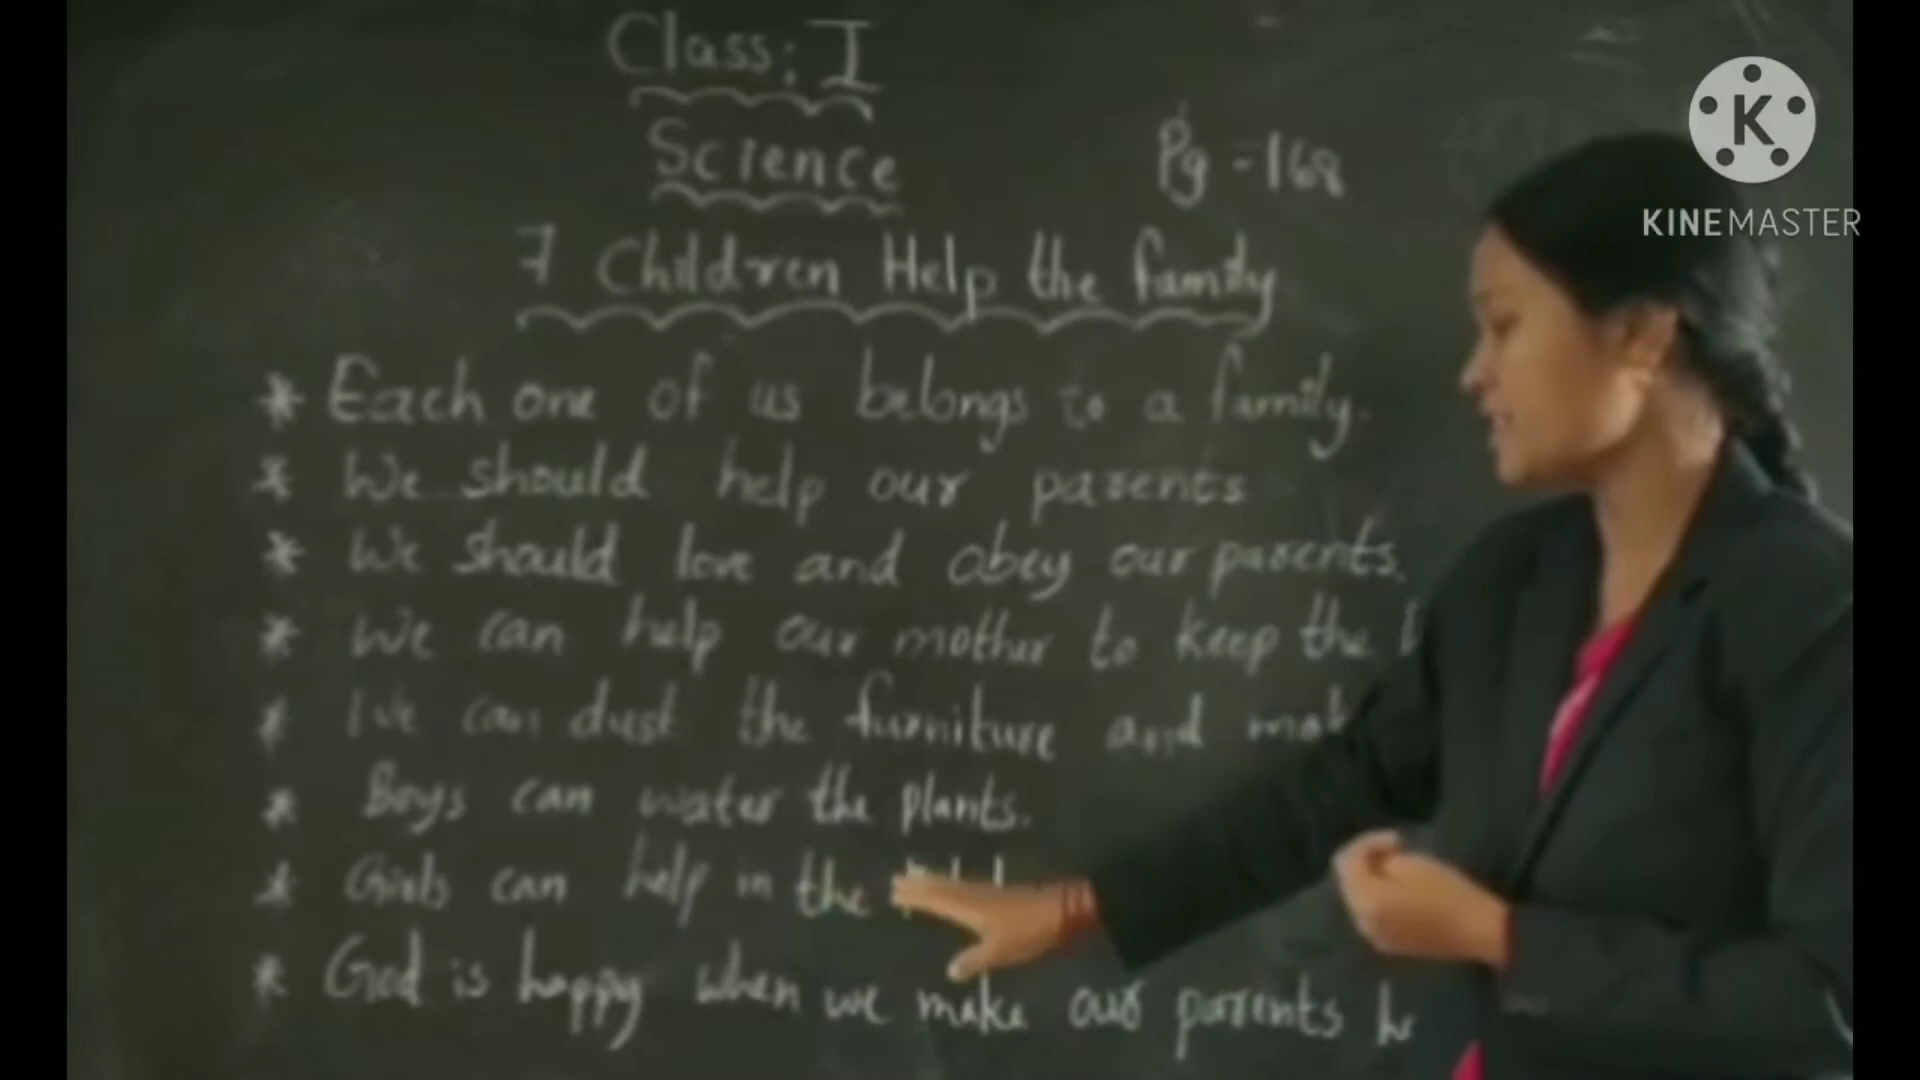 Class: I
Science
Pg - 168
7 Children Help the family
* Each one of us belongs to a family.
* We should help our parents
* We should love and obey our parents.
* We can help our mother to keep the
* We can dust the furniture and
* Boys can water the plants.
* Girls can help in the
* God is happy when we make our parents
K
KINEMASTER